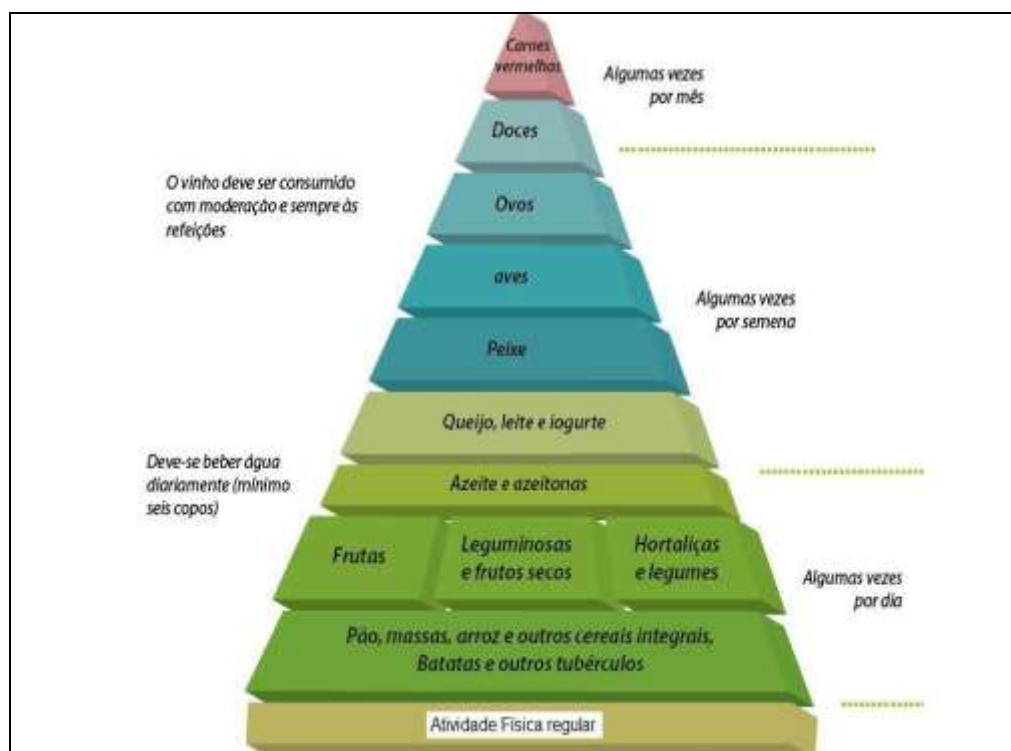 Carnes
vermelhas
Algumas vezes
por mês
Doces
O vinho deve ser consumido
com moderação e sempre às
refeições
Ovos
aves
Algumas vezes
por semena
Peixe
Queijo, leite e iogurte
Deve-se beber água
diariamente (mínimo
seis copos)
Azeite e azeitonas
Frutas
Leguminosas
e frutos secos
Hortaliças
e legumes
Algumas vezes
por dia
Pão, massas, arroz e outros cereais integrais,
Batatas e outros tubérculos
Atividade Física regular